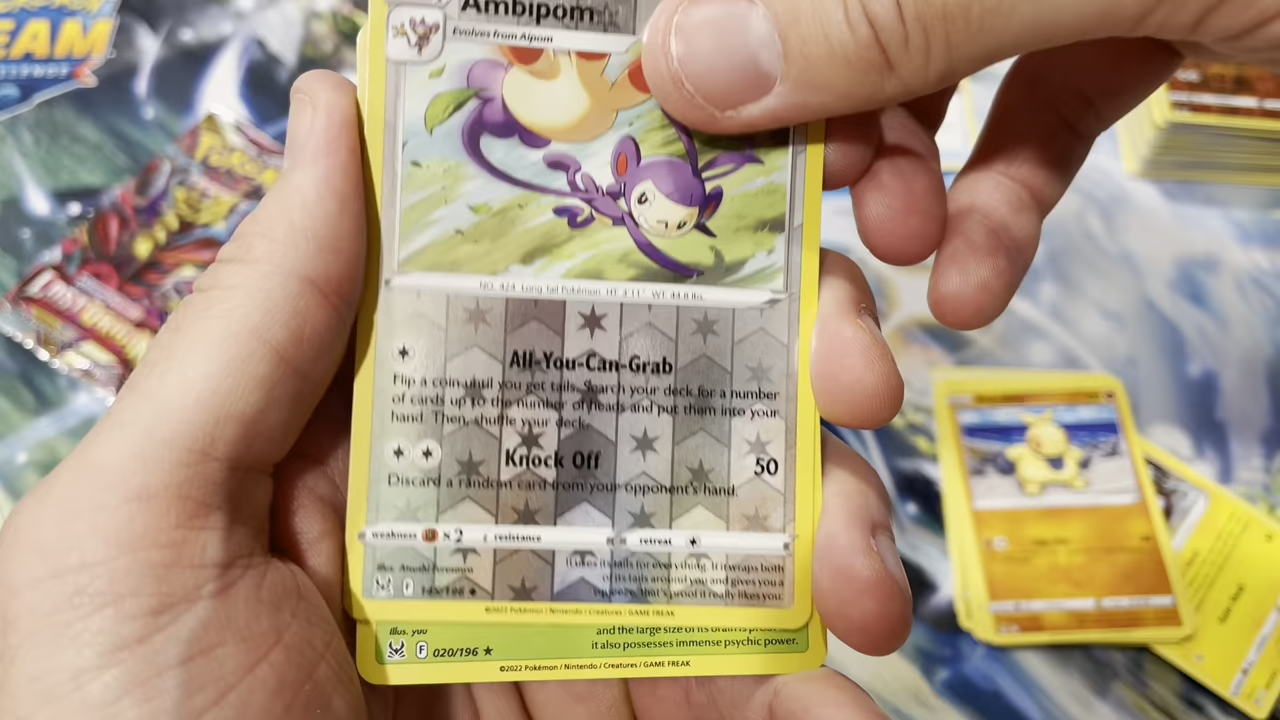 EAM
Ambipom
Evolves from Aipom
NO. 424 Long Tail Pokémon HT: 3'11" WT: 44.8 lbs.
All-You-Can-Grab
Flip a coin until you get tails. Search your deck for a number
of cards up to the number of heads and put them into your
hand. Then, shuffle your deck.
Knock Off 50
Discard a random card from your opponent's hand.
weakness x2 resistance retreat
It uses its tails for everything. It wraps both
of its tails around you and gives you a
squeeze, that's proof it really likes you.
Illus. Atsushi Furusawa
F /196
©2022 Pokémon / Nintendo / Creatures / GAME FREAK
Illus. yuu
and the large size of its brain is proof
it also possesses immense psychic power.
F 020/196
©2022 Pokémon / Nintendo / Creatures / GAME FREAK